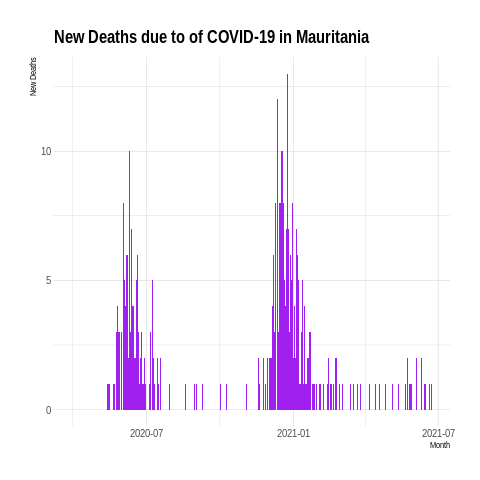 New Deaths due to of COVID-19 in Mauritania
New Deaths
10
5
0
2020-07
2021-01
2021-07
Month